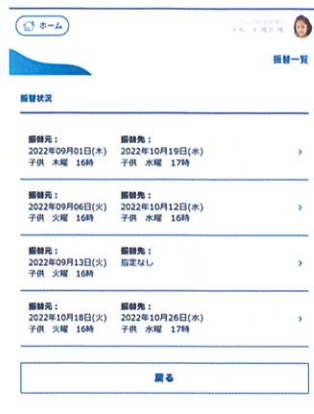 ホーム
振替一覧
振替状況
振替元：
振替先：
2022年09月01日(木)
2022年10月19日(水)
子供 木曜 16時
子供 水曜 17時
振替元：
振替先：
2022年09月06日(火)
2022年10月12日(水)
子供 火曜 16時
子供 水曜 16時
振替元：
振替先：
2022年09月13日(火)
指定なし
子供 火曜 16時
振替元：
振替先：
2022年10月18日(火)
2022年10月26日(水)
子供 火曜 16時
子供 水曜 17時
戻る